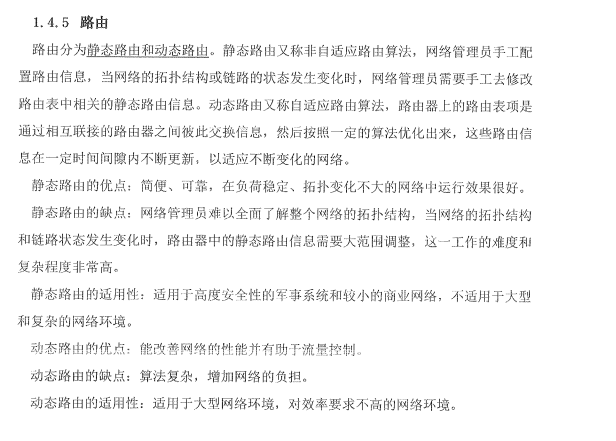 1.4.5 路由
路由分为静态路由和动态路由。静态路由又称非自适应路由算法，网络管理员手工配
置路由信息，当网络的拓扑结构或链路的状态发生变化时，网络管理员需要手工去修改
路由表中相关的静态路由信息。动态路由又称自适应路由算法，路由器上的路由表项是
通过相互联接的路由器之间彼此交换信息，然后按照一定的算法优化出来，这些路由信
息在一定时间间隙内不断更新，以适应不断变化的网络。
静态路由的优点：简便、可靠，在负荷稳定、拓扑变化不大的网络中运行效果很好。
静态路由的缺点：网络管理员难以全面了解整个网络的拓扑结构，当网络的拓扑结构
和链路状态发生变化时，路由器中的静态路由信息需要大范围调整，这一工作的难度和
复杂程度非常高。
静态路由的适用性：适用于高度安全性的军事系统和较小的商业网络，不适用于大型
和复杂的网络环境。
动态路由的优点：能改善网络的性能并有助于流量控制。
动态路由的缺点：算法复杂，增加网络的负担。
动态路由的适用性：适用于大型网络环境，对效率要求不高的网络环境。